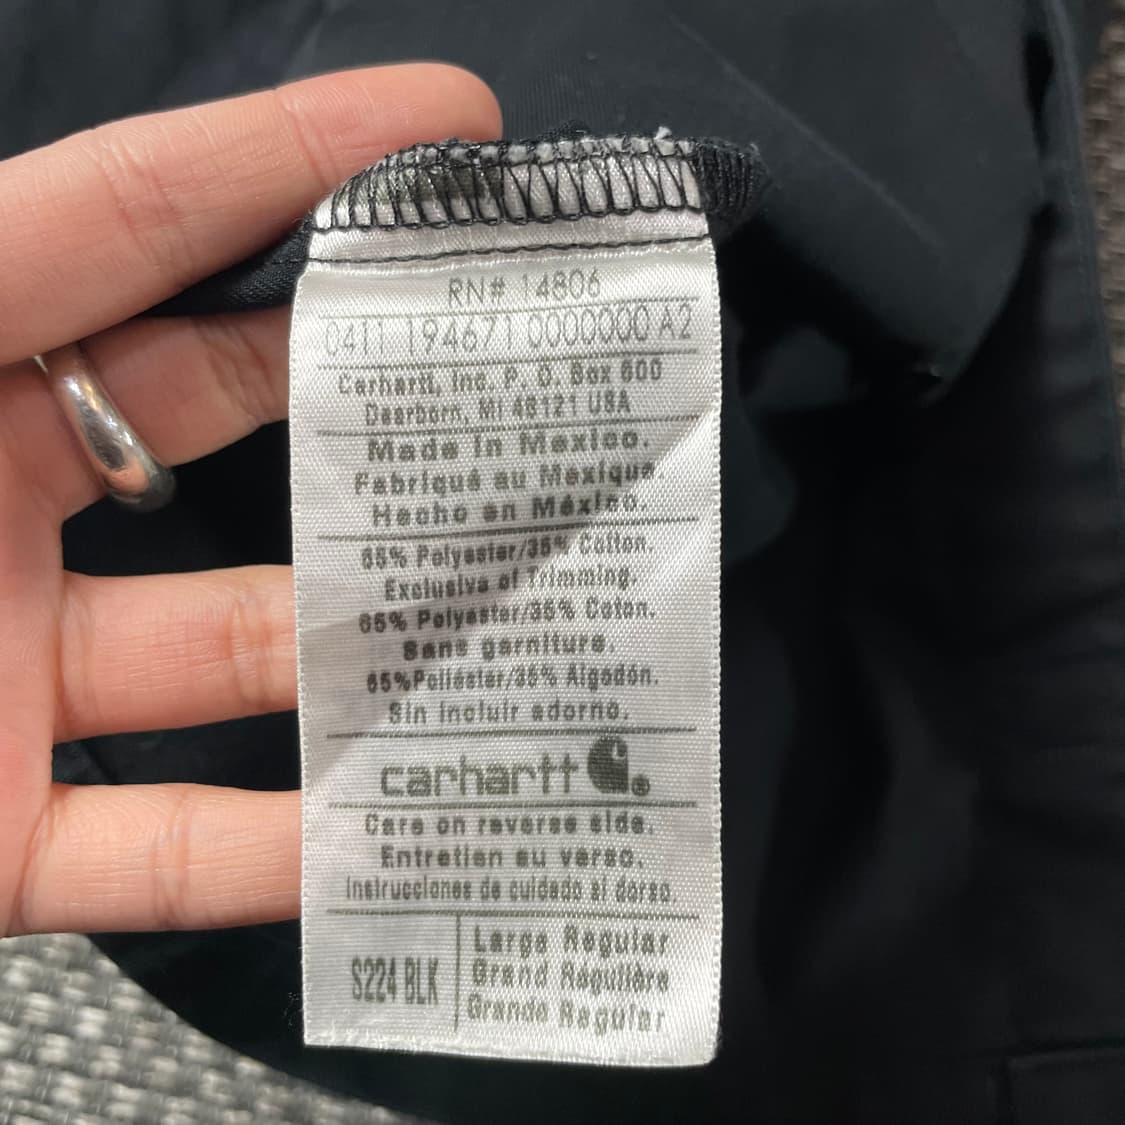 RN# 14806
0411 194671 0000000 A2
Carhartt, Inc. P. O. Box 600
Dearborn, MI 48121 USA
Made in Mexico.
Fabriqué au Mexique.
Hecho en México.
65% Polyester/35% Cotton.
Exclusive of Trimming.
65% Polyester/35% Coton.
Sans garniture.
65%Poliéster/35% Algodón.
Sin incluir adorno.
carhartt ®
Care on reverse side.
Entretien au verso.
Instrucciones de cuidado al dorso.
S224 BLK
Large Regular
Grand Régulière
Grande Regular